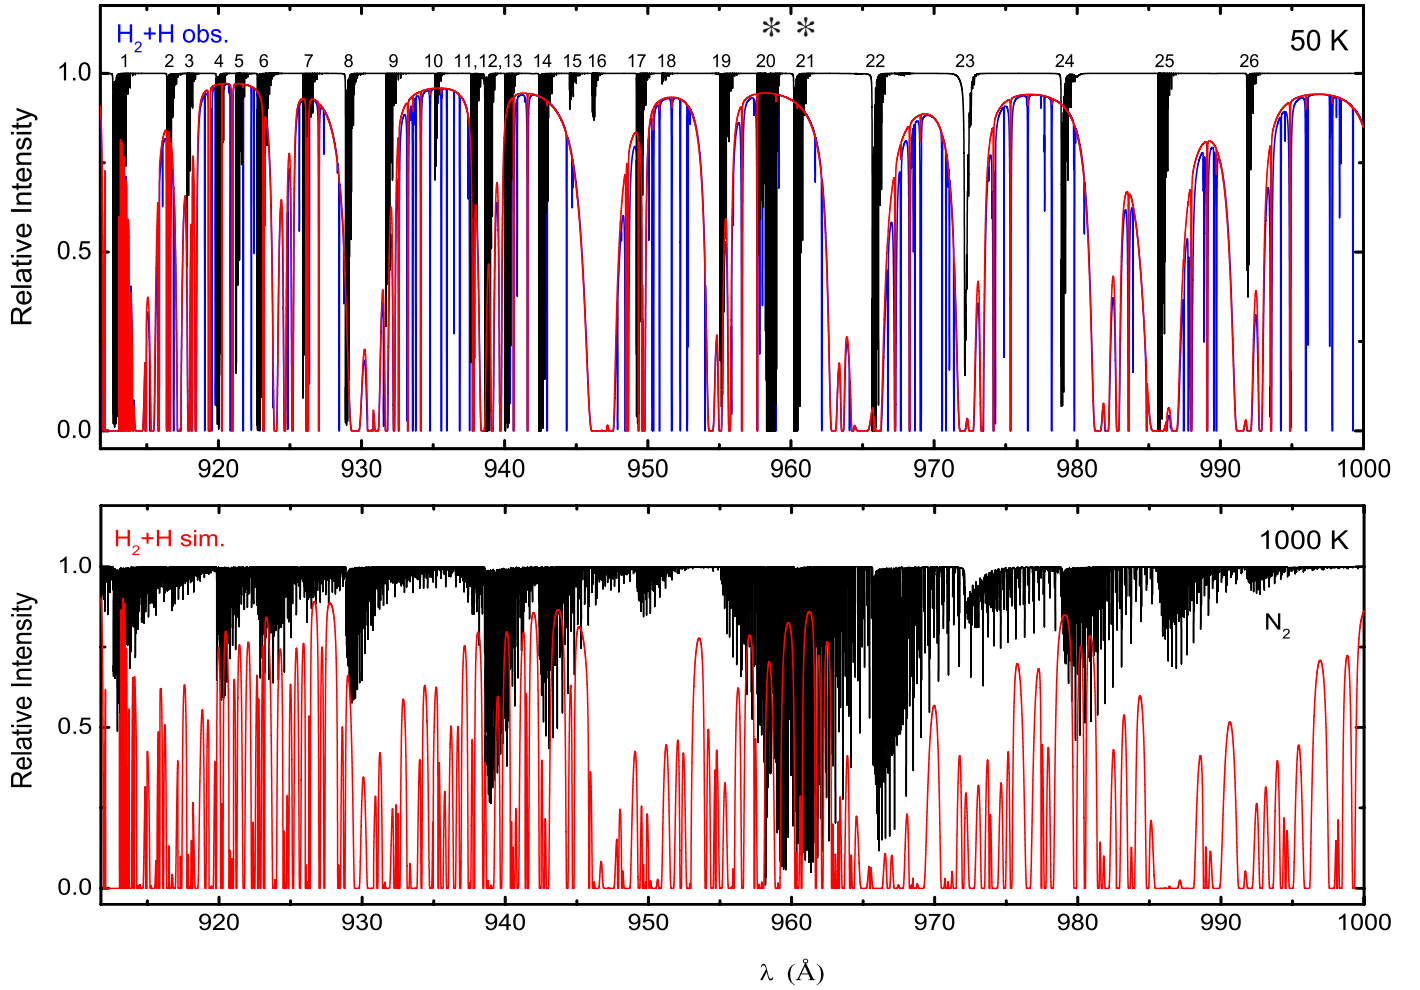 H2+H obs.
* *
50 K
1 2 3 4 5 6 7 8 9 10 11,12,13 14 15 16 17 18 19 20 21 22 23 24 25 26
1.0
0.5
0.0
Relative Intensity
920 930 940 950 960 970 980 990 1000
H2+H sim.
1000 K
1.0
N2
0.5
0.0
Relative Intensity
920 930 940 950 960 970 980 990 1000
λ (Å)